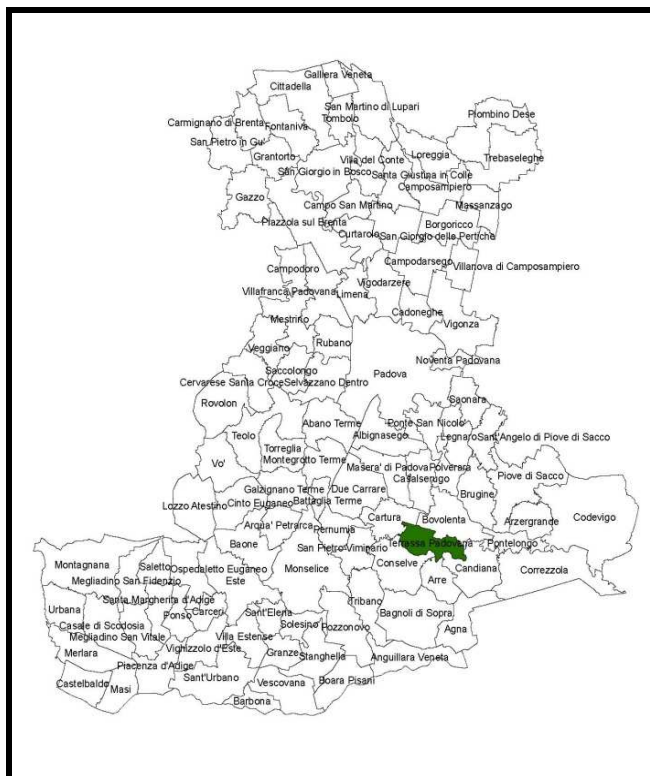 Galliera Veneta
Cittadella
San Martino di Lupari
Tombolo
Piombino Dese
Carmignano di Brenta
Fontaniva
San Pietro in Gu'
Grantorto
Villa del Conte
Loreggia
Trebaseleghe
San Giorgio in Bosco
Santa Giustina in Colle
Camposampiero
Gazzo
Campo San Martino
Massanzago
Piazzola sul Brenta
Borgoricco
Curtarolo
San Giorgio delle Pertiche
Campodarsego
Villanova di Camposampiero
Campodoro
Vigodarzere
Villafranca Padovana
Limena
Cadoneghe
Mestrino
Vigonza
Rubano
Veggiano
Noventa Padovana
Saccolongo
Padova
Cervarese Santa Croce
Selvazzano Dentro
Saonara
Rovolon
Abano Terme
Ponte San Nicolo'
Teolo
Albignasego
Legnaro
Sant'Angelo di Piove di Sacco
Torreglia
Montegrotto Terme
Vo'
Masera' di Padova
Polverara
Casalserugo
Piove di Sacco
Galzignano Terme
Due Carrare
Brugine
Lozzo Atestino
Cinto Euganeo
Battaglia Terme
Cartura
Bovolenta
Arzergrande
Codevigo
Arqua' Petrarca
Pernumia
Baone
San Pietro Viminario
Terrassa Padovana
Pontelongo
Montagnana
Saletto
Ospedaletto Euganeo
Monselice
Conselve
Candiana
Correzzola
Megliadino San Fidenzio
Este
Arre
Santa Margherita d'Adige
Tribano
Urbana
Ponso
Carceri
Sant'Elena
Bagnoli di Sopra
Casale di Scodosia
Solesino
Pozzonovo
Megliadino San Vitale
Villa Estense
Agna
Merlara
Vighizzolo d'Este
Granze
Stanghella
Anguillara Veneta
Piacenza d'Adige
Castelbaldo
Masi
Sant'Urbano
Vescovana
Boara Pisani
Barbona